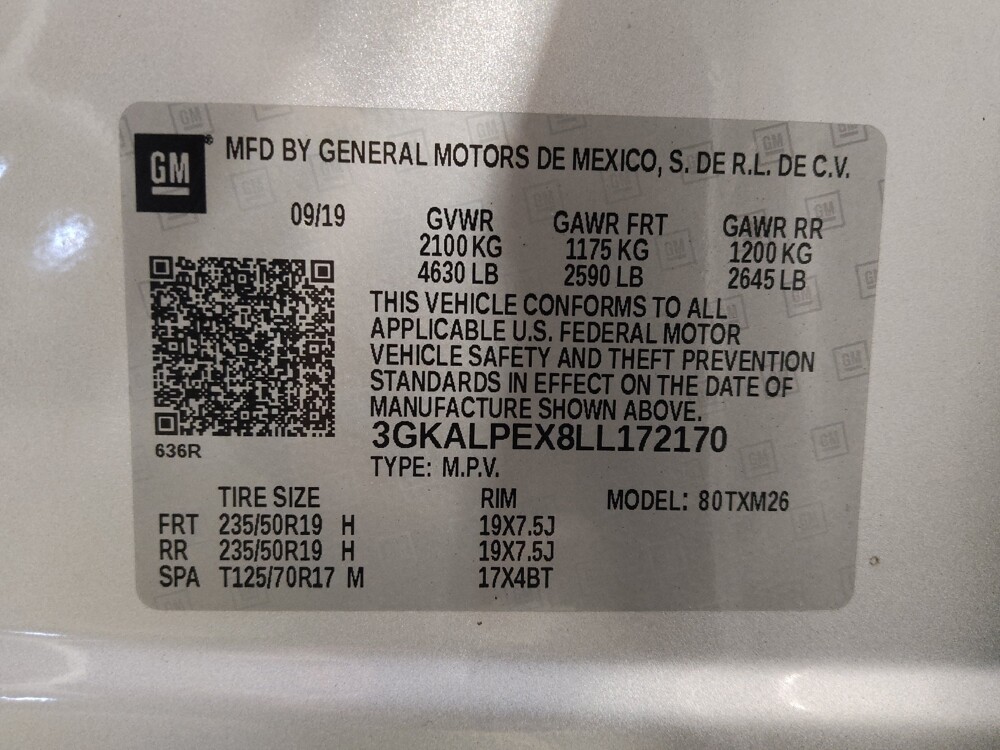 GM® MFD BY GENERAL MOTORS DE MEXICO, S. DE R.L. DE C.V.
09/19 GVWR GAWR FRT GAWR RR
2100 KG 1175 KG 1200 KG
4630 LB 2590 LB 2645 LB
THIS VEHICLE CONFORMS TO ALL
APPLICABLE U.S. FEDERAL MOTOR
VEHICLE SAFETY AND THEFT PREVENTION
STANDARDS IN EFFECT ON THE DATE OF
MANUFACTURE SHOWN ABOVE.
3GKALPEX8LL172170
636R
TYPE: M.P.V.
TIRE SIZE RIM MODEL: 80TXM26
FRT 235/50R19 H 19X7.5J
RR 235/50R19 H 19X7.5J
SPA T125/70R17 M 17X4BT